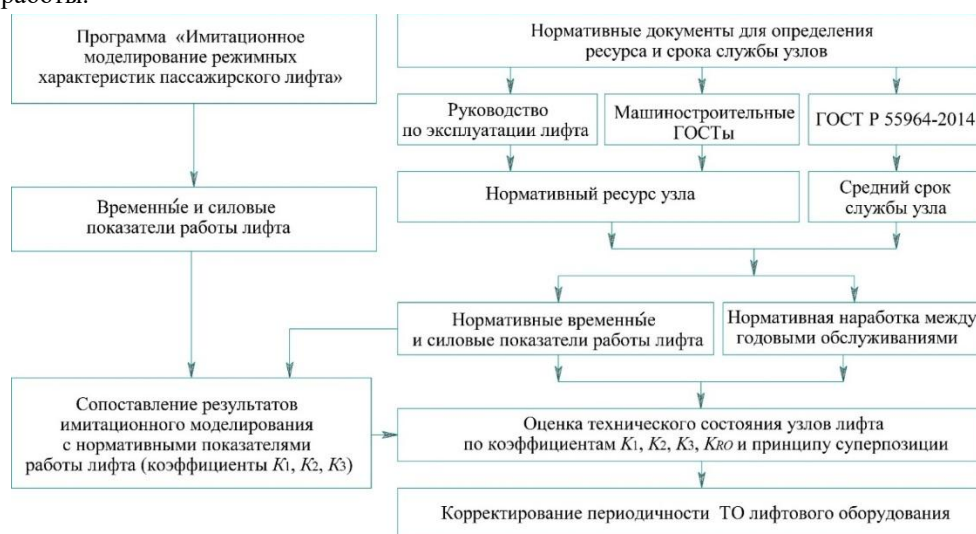 работы.
Программа «Имитационное
моделирование режимных
характеристик пассажирского лифта»
Нормативные документы для определения
ресурса и срока службы узлов
Руководство
по эксплуатации лифта
Машиностроительные
ГОСТы
ГОСТ Р 55964-2014
Временны́е и силовые
показатели работы лифта
Нормативный ресурс узла
Средний срок
службы узла
Нормативные временны́е
и силовые показатели работы лифта
Нормативная наработка между
годовыми обслуживаниями
Сопоставление результатов
имитационного моделирования
с нормативными показателями
работы лифта (коэффициенты K1, K2, K3)
Оценка технического состояния узлов лифта
по коэффициентам K1, K2, K3, KRO и принципу суперпозиции
Корректирование периодичности ТО лифтового оборудования